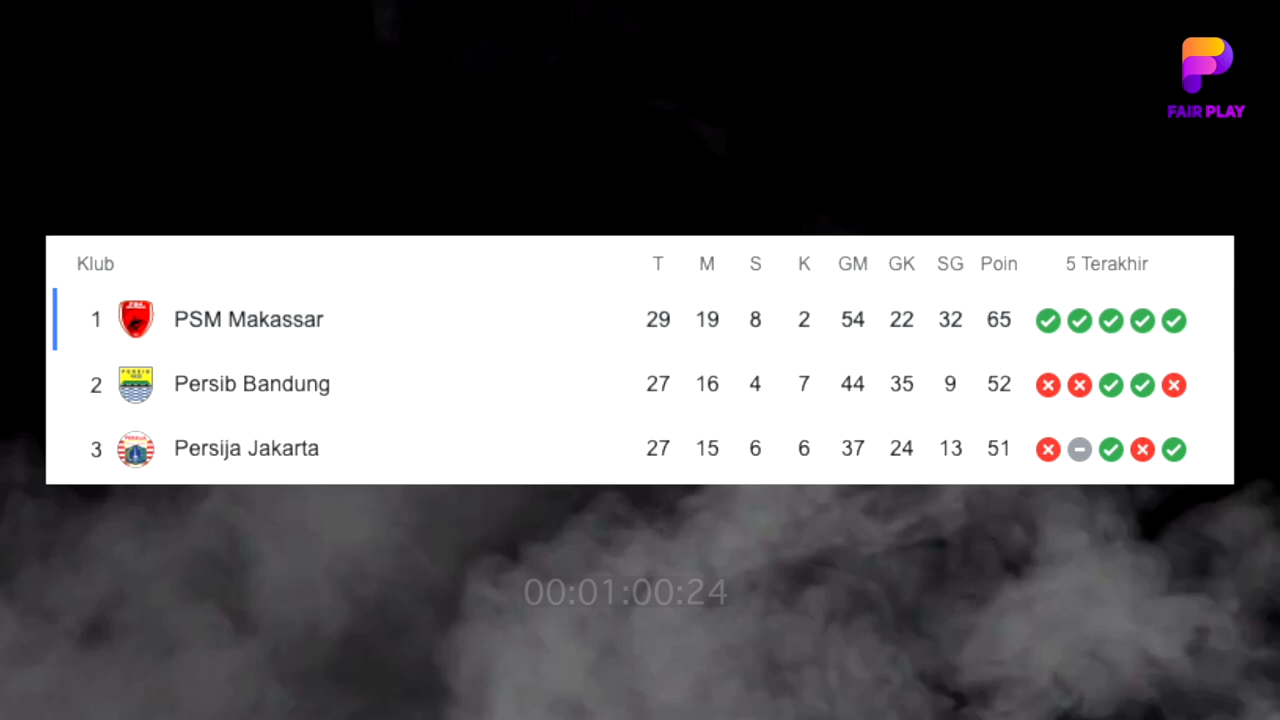 FAIR PLAY
Klub T M S K GM GK SG Poin 5 Terakhir
1 PSM Makassar 29 19 8 2 54 22 32 65
2 Persib Bandung 27 16 4 7 44 35 9 52
3 Persija Jakarta 27 15 6 6 37 24 13 51
00:01:00:24